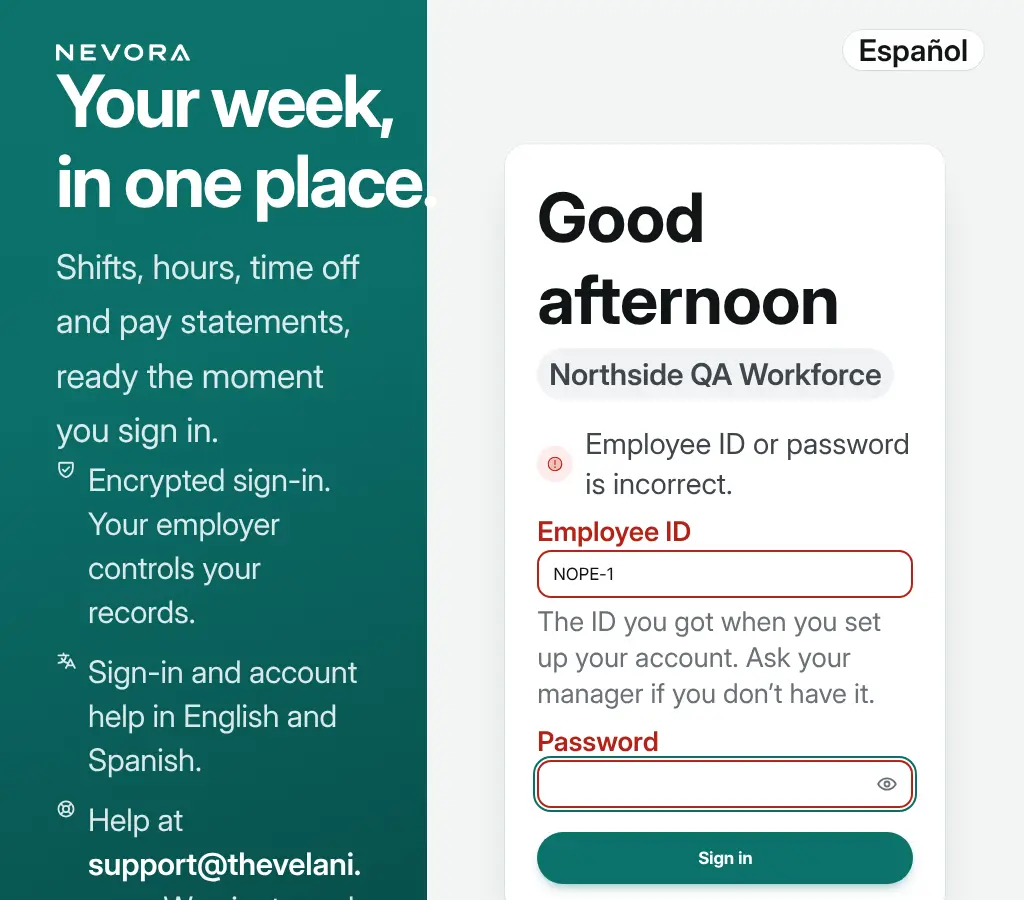 NEVORA
Your week,
in one place.
Shifts, hours, time off
and pay statements,
ready the moment
you sign in.
Encrypted sign-in.
Your employer
controls your
records.
Sign-in and account
help in English and
Spanish.
Help at
support@thevelani.
Español
Good
afternoon
Northside QA Workforce
Employee ID or password
is incorrect.
Employee ID
NOPE-1
The ID you got when you set
up your account. Ask your
manager if you don’t have it.
Password
Sign in